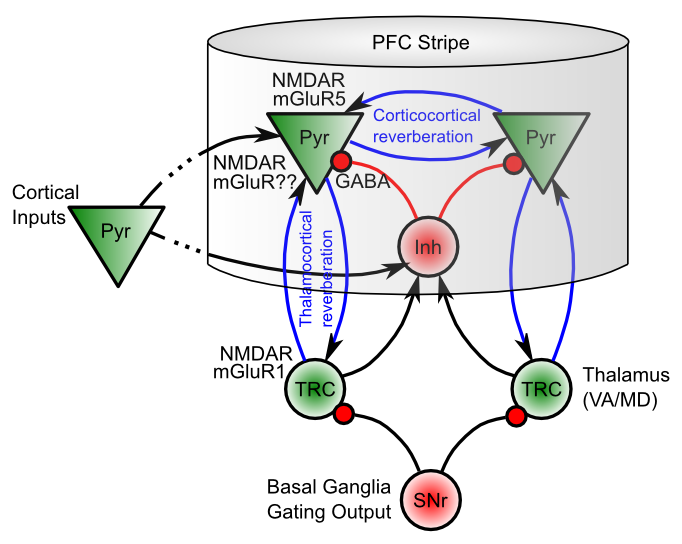 PFC Stripe
NMDAR
mGluR5
Corticocortical
reverberation
Pyr
Pyr
NMDAR
mGluR??
GABA
Cortical
Inputs
Pyr
Inh
Thalamocortical
reverberation
NMDAR
mGluR1
TRC
TRC
Thalamus
(VA/MD)
Basal Ganglia
Gating Output
SNr